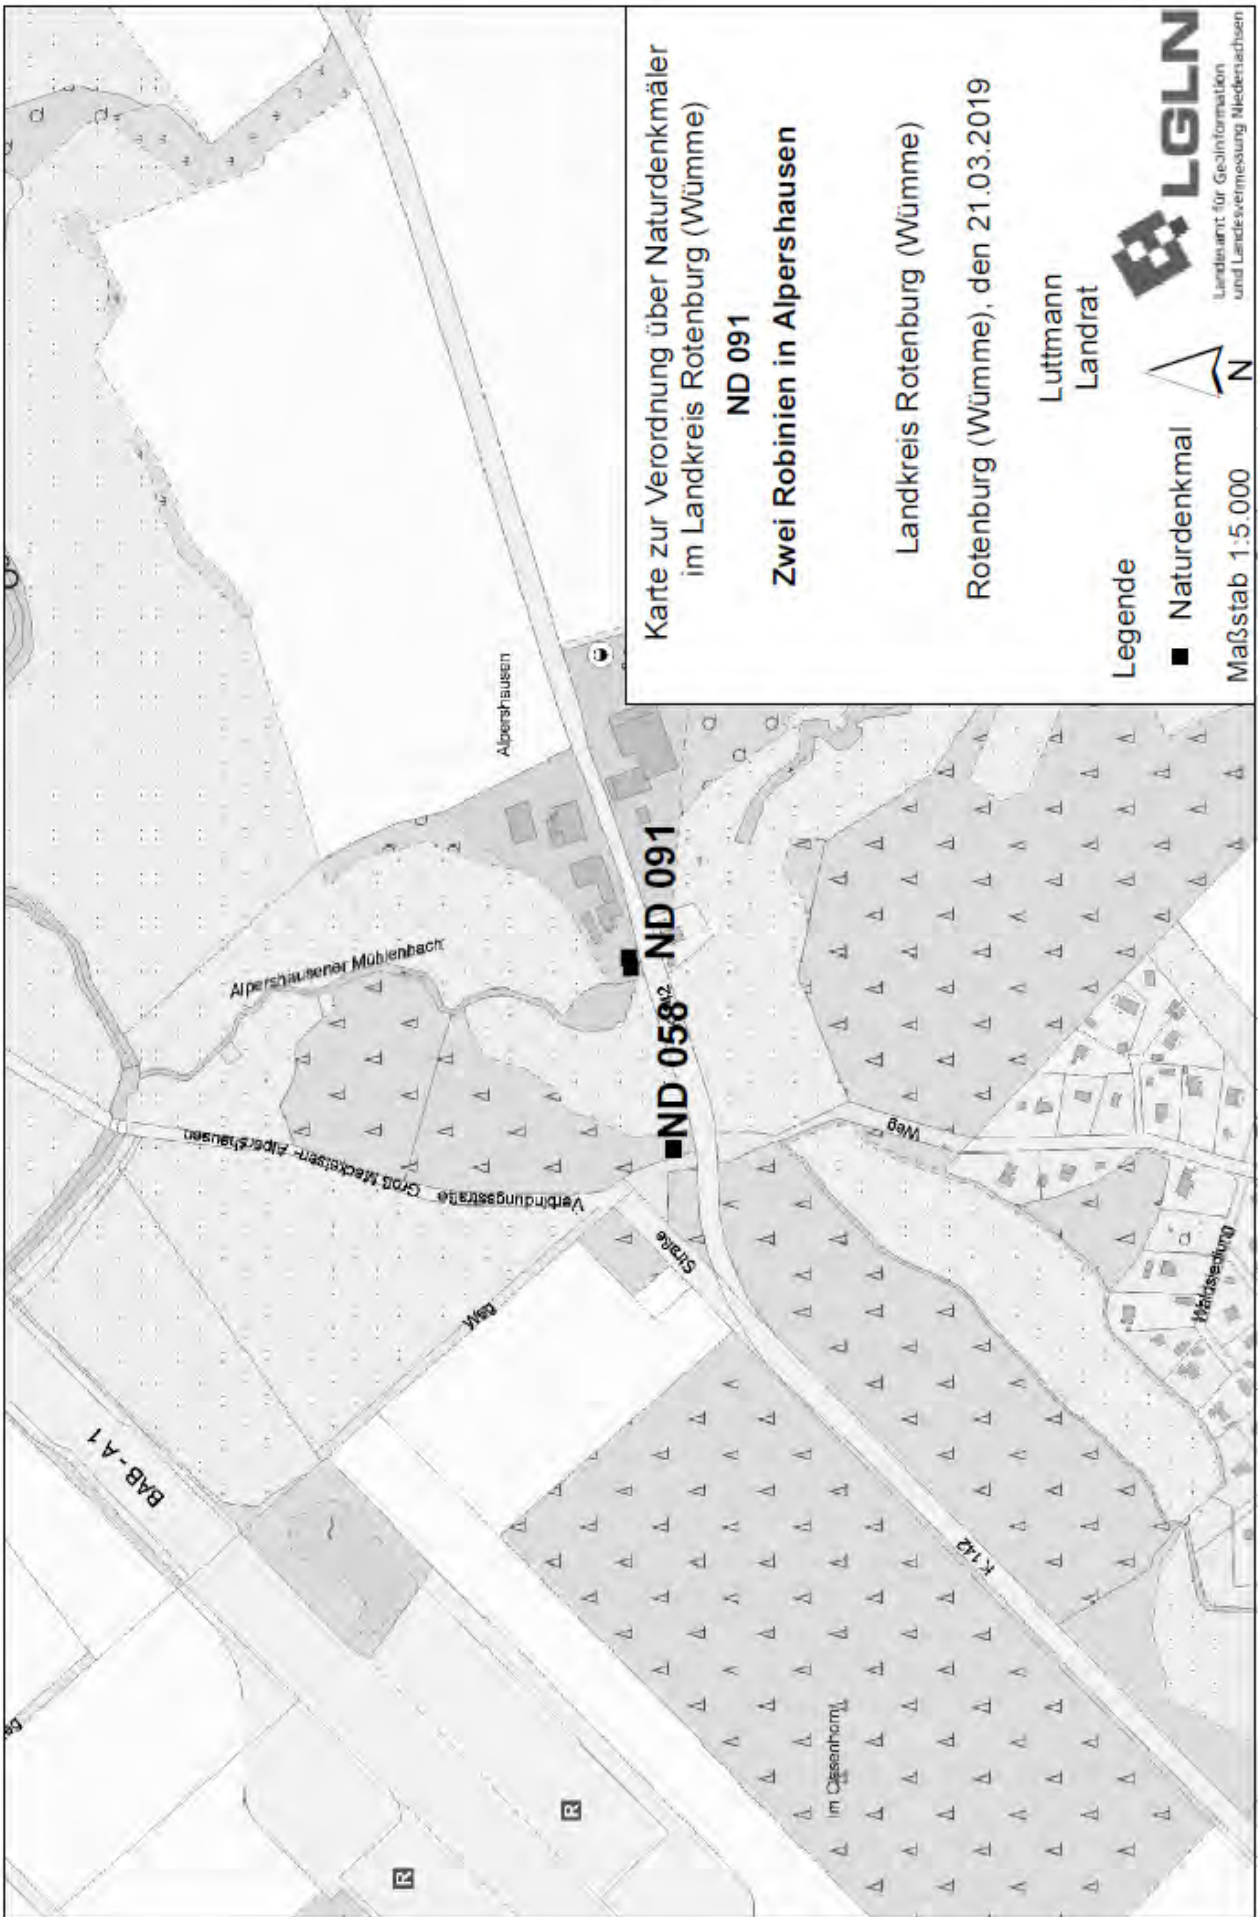 Karte zur Verordnung über Naturdenkmäler
im Landkreis Rotenburg (Wümme)
ND 091
Zwei Robinien in Alpershausen
Landkreis Rotenburg (Wümme)
Rotenburg (Wümme), den 21.03.2019
Luttmann
Landrat
Legende
Naturdenkmal
Maßstab 1:5.000
N
LGLN
Landesamt für Geoinformation
und Landesvermessung Niedersachsen
BAB - A 1
Weg
Verbindungsstraße Groß Meckelsen - Alpershausen
Alpershausener Mühlenbach
Alpershausen
Straße
ND 058
ND 091
Weg
K 142
Waldsiedlung
R
R